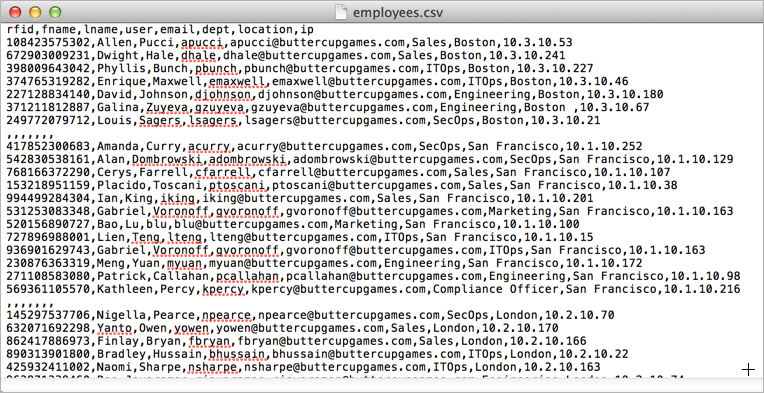 employees.csv
rfid,fname,lname,user,email,dept,location,ip
108423575302,Allen,Pucci,apucci,apucci@buttercupgames.com,Sales,Boston,10.3.10.53
672903009231,Dwight,Hale,dhale,dhale@buttercupgames.com,Sales,Boston,10.3.10.241
398009643042,Phyllis,Bunch,pbunch,pbunch@buttercupgames.com,ITOps,Boston,10.3.10.227
374765319282,Enrique,Maxwell,emaxwell,emaxwell@buttercupgames.com,ITOps,Boston,10.3.10.46
227128834140,David,Johnson,djohnson,djohnson@buttercupgames.com,Engineering,Boston,10.3.10.180
371211812887,Galina,Zuyeva,gzuyeva,gzuyeva@buttercupgames.com,Engineering,Boston ,10.3.10.67
249772079712,Louis,Sagers,lsagers,lsagers@buttercupgames.com,SecOps,Boston,10.3.10.21
,,,,,,,
417852300683,Amanda,Curry,acurry,acurry@buttercupgames.com,SecOps,San Francisco,10.1.10.252
542830538161,Alan,Dombrowski,adombrowski,adombrowski@buttercupgames.com,SecOps,San Francisco,10.1.10.129
768166372290,Cerys,Farrell,cfarrell,cfarrell@buttercupgames.com,Sales,San Francisco,10.1.10.107
153218951159,Placido,Toscani,ptoscani,ptoscani@buttercupgames.com,Sales,San Francisco,10.1.10.38
994499284304,Ian,King,iking,iking@buttercupgames.com,Sales,San Francisco,10.1.10.201
531253083348,Gabriel,Voronoff,gvoronoff,gvoronoff@buttercupgames.com,Marketing,San Francisco,10.1.10.163
520156890727,Bao,Lu,blu,blu@buttercupgames.com,Marketing,San Francisco,10.1.10.100
727896988001,Lien,Teng,lteng,lteng@buttercupgames.com,ITOps,San Francisco,10.1.10.15
936901629743,Gabriel,Voronoff,gvoronoff,gvoronoff@buttercupgames.com,ITOps,San Francisco,10.1.10.163
230876363319,Meng,Yuan,myuan,myuan@buttercupgames.com,Engineering,San Francisco,10.1.10.172
271108583080,Patrick,Callahan,pcallahan,pcallahan@buttercupgames.com,Engineering,San Francisco,10.1.10.98
569361105570,Kathleen,Percy,kpercy,kpercy@buttercupgames.com,Compliance Officer,San Francisco,10.1.10.216
,,,,,,,
145297537706,Nigella,Pearce,npearce,npearce@buttercupgames.com,SecOps,London,10.2.10.70
632071692298,Yanto,Owen,yowen,yowen@buttercupgames.com,Sales,London,10.2.10.170
862417886973,Finlay,Bryan,fbryan,fbryan@buttercupgames.com,Sales,London,10.2.10.166
890313901800,Bradley,Hussain,bhussain,bhussain@buttercupgames.com,ITOps,London,10.2.10.22
425932411002,Naomi,Sharpe,nsharpe,nsharpe@buttercupgames.com,ITOps,London,10.2.10.163